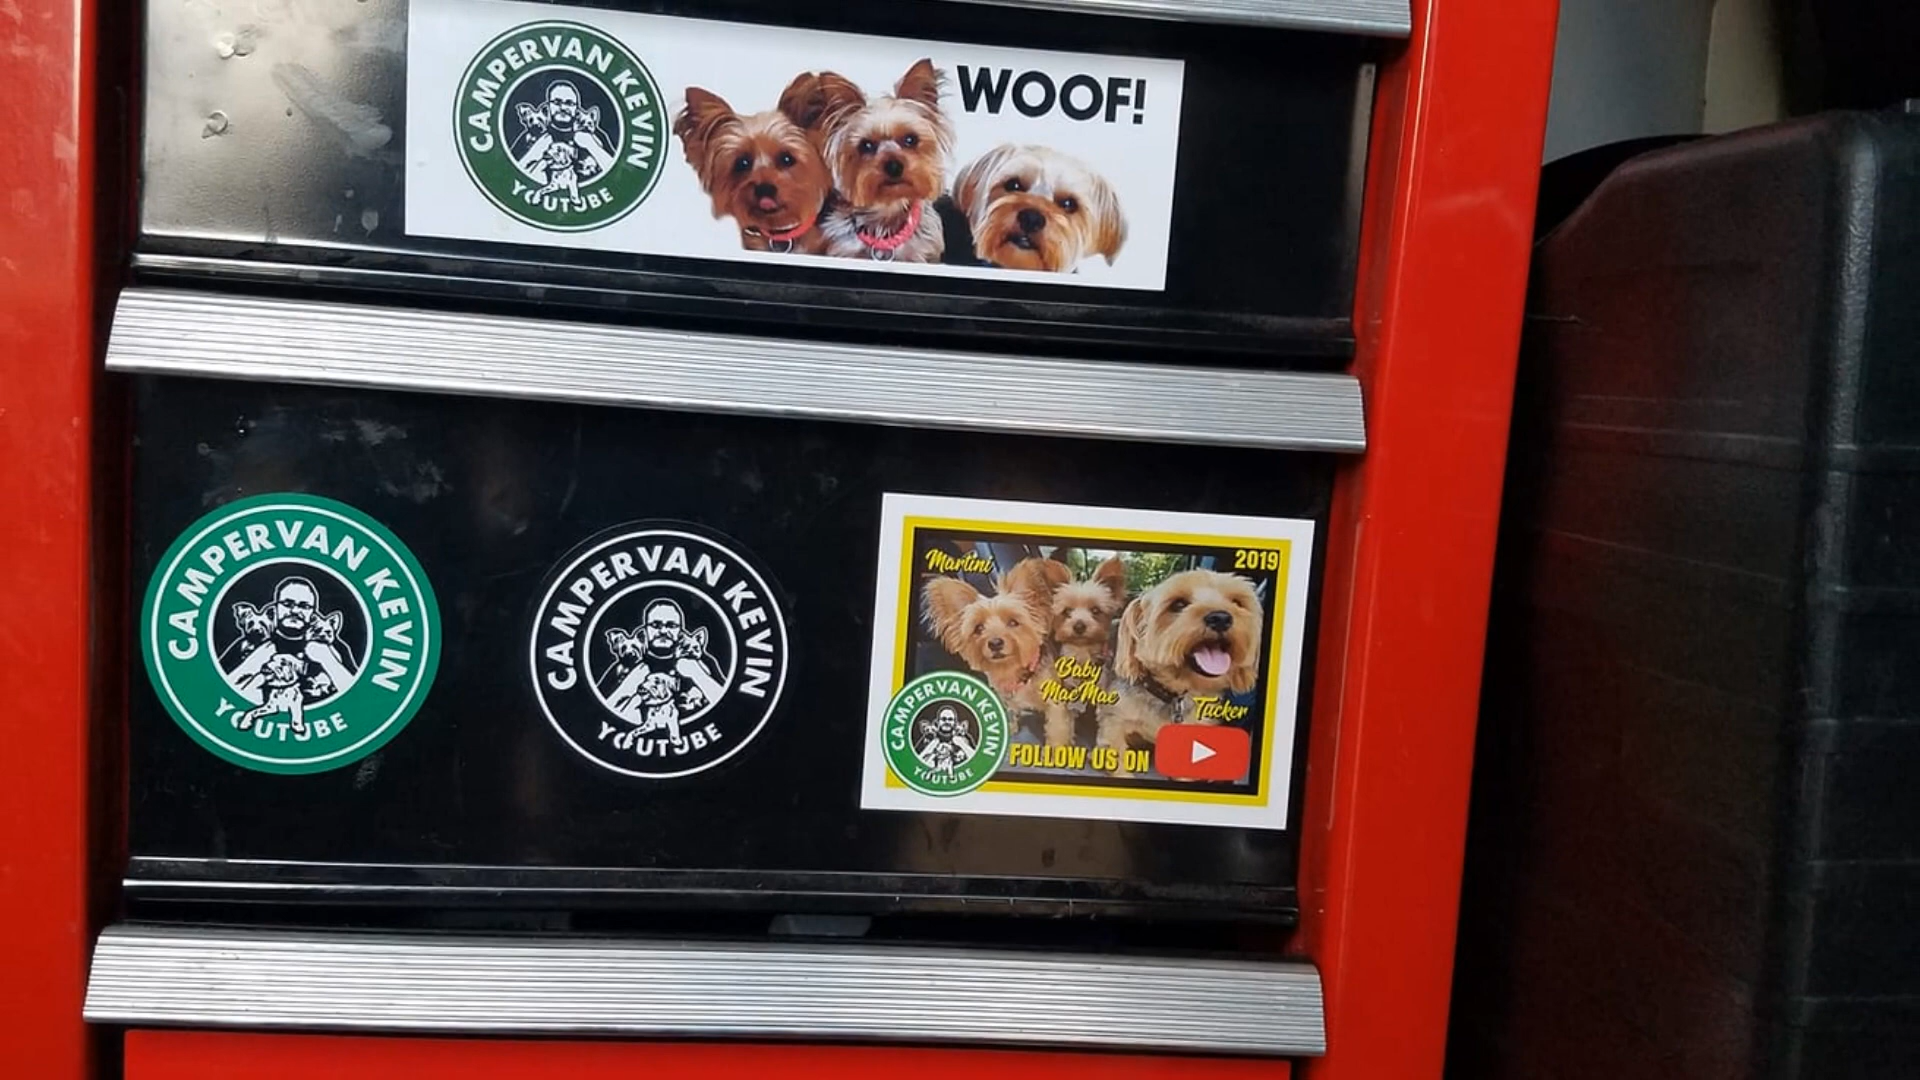 CAMPERVAN KEVIN
YOUTUBE
WOOF!
CAMPERVAN KEVIN
YOUTUBE
CAMPERVAN KEVIN
YOUTUBE
Martini
2019
Baby
MacMac
Tucker
CAMPERVAN KEVIN
YOUTUBE
FOLLOW US ON